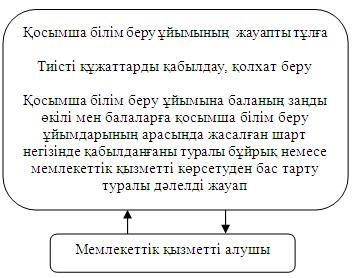 Қосымша білім беру ұйымының жауапты тұлға
Тиісті құжаттарды қабылдау, қолхат беру
Қосымша білім беру ұйымына баланың заңды
өкілі мен балаларға қосымша білім беру
ұйымдарының арасында жасалған шарт
негізінде қабылданғаны туралы бұйрық немесе
мемлекеттік қызметті көрсетуден бас тарту
туралы дәлелді жауап
Мемлекеттік қызметті алушы